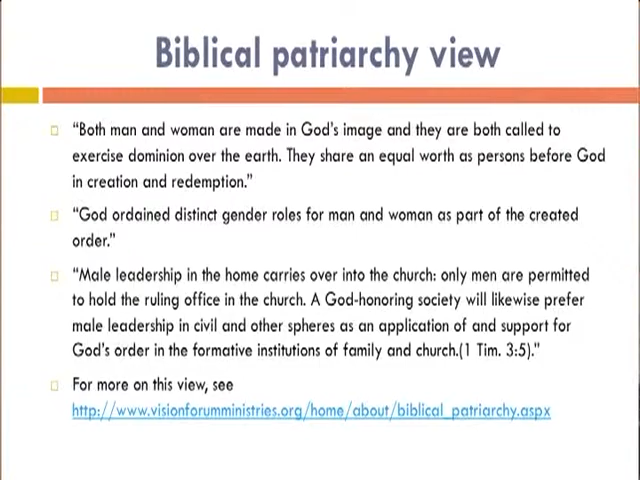 Biblical patriarchy view
“Both man and woman are made in God’s image and they are both called to
exercise dominion over the earth. They share an equal worth as persons before God
in creation and redemption.”
“God ordained distinct gender roles for man and woman as part of the created
order.”
“Male leadership in the home carries over into the church: only men are permitted
to hold the ruling office in the church. A God-honoring society will likewise prefer
male leadership in civil and other spheres as an application of and support for
God’s order in the formative institutions of family and church.(1 Tim. 3:5).”
For more on this view, see
http://www.visionforumministries.org/home/about/biblical_patriarchy.aspx